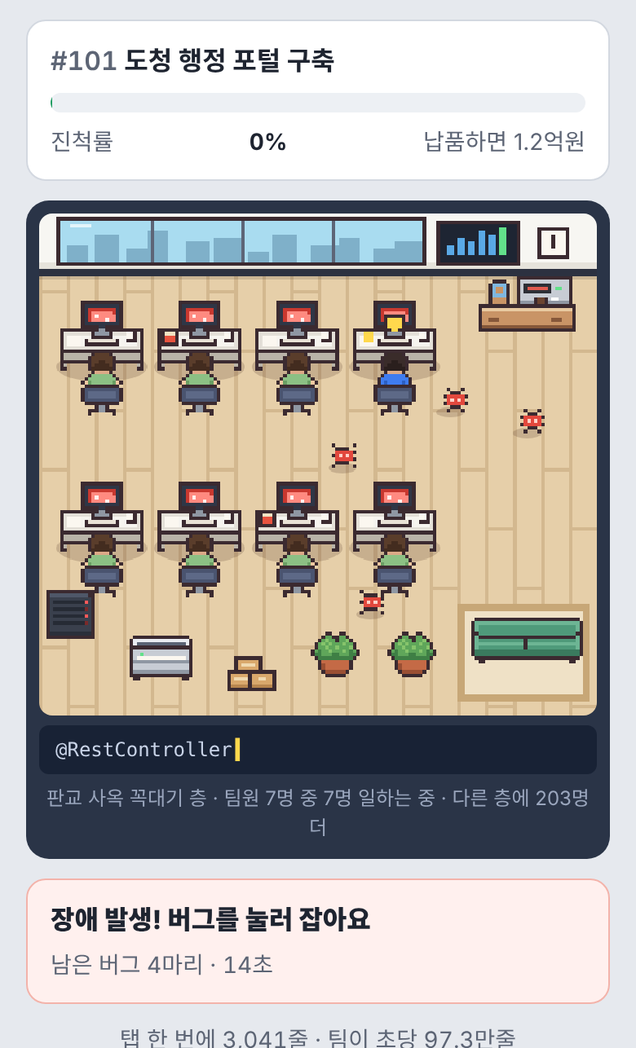 #101 도청 행정 포털 구축
진척률 0% 납품하면 1.2억원
@RestController
판교 사옥 꼭대기 층 · 팀원 7명 중 7명 일하는 중 · 다른 층에 203명
더
장애 발생! 버그를 눌러 잡아요
남은 버그 4마리 · 14초
탭 한 번에 3,041줄 · 팀이 초당 97.3만줄